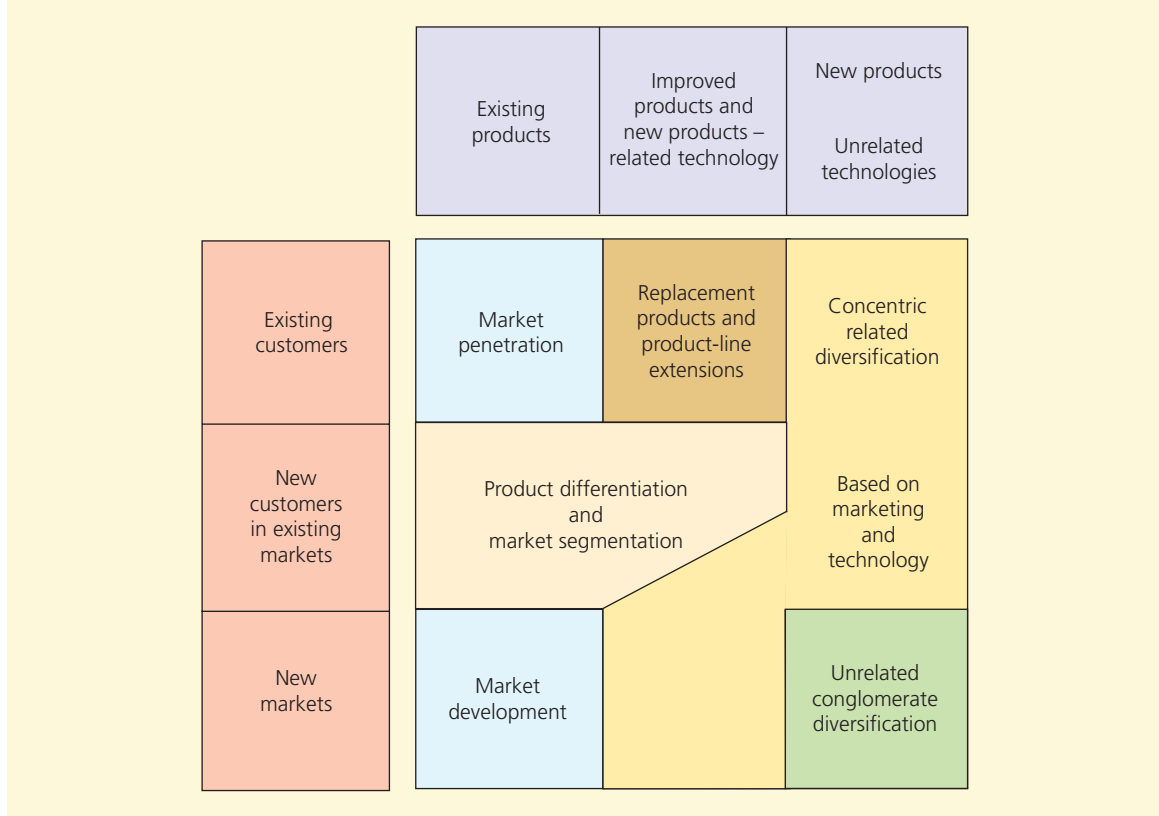 Existing
products
Improved
products and
new products –
related technology
New products
Unrelated
technologies
Existing
customers
Market
penetration
Replacement
products and
product-line
extensions
Concentric
related
diversification
New
customers
in existing
markets
Product differentiation
and
market segmentation
Based on
marketing
and
technology
New
markets
Market
development
Unrelated
conglomerate
diversification